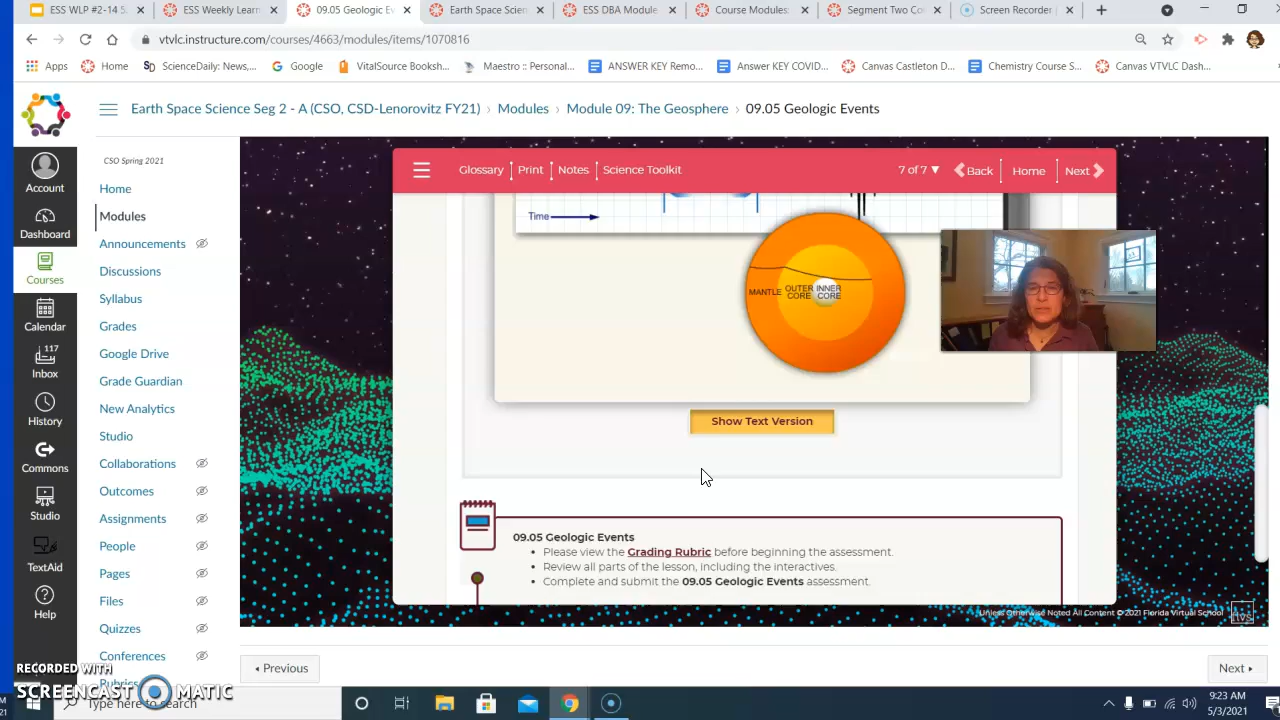 ESS WLP #2-14 5:
ESS Weekly Learn
09.05 Geologic Ev
Earth Space Scien
ESS DBA Module
Course Modules:
Segment Two Co
Screen Recorder
vtvlc.instructure.com/courses/4663/modules/items/1070816
Apps
Home
ScienceDaily: News,...
Google
VitalSource Booksh...
Maestro :: Personal...
ANSWER KEY Remo...
Answer KEY COVID...
Canvas Castleton D...
Chemistry Course S...
Canvas VTVLC Dash...
Earth Space Science Seg 2 - A (CSO, CSD-Lenorovitz FY21) › Modules › Module 09: The Geosphere › 09.05 Geologic Events
Account
Dashboard
Courses
Calendar
117
Inbox
History
Commons
Studio
TextAid
Help
CSO Spring 2021
Home
Modules
Announcements
Discussions
Syllabus
Grades
Google Drive
Grade Guardian
New Analytics
Studio
Collaborations
Outcomes
Assignments
People
Pages
Files
Quizzes
Conferences
Rubrics
Glossary
Print
Notes
Science Toolkit
7 of 7
Back
Home
Next
Time
MANTLE
OUTER CORE
INNER CORE
Show Text Version
09.05 Geologic Events
• Please view the Grading Rubric before beginning the assessment.
• Review all parts of the lesson, including the interactives.
• Complete and submit the 09.05 Geologic Events assessment.
Unless Otherwise Noted All Content © 2021 Florida Virtual School
Previous
Next
RECORDED WITH
SCREENCAST MATIC
Type here to search
9:23 AM
5/3/2021